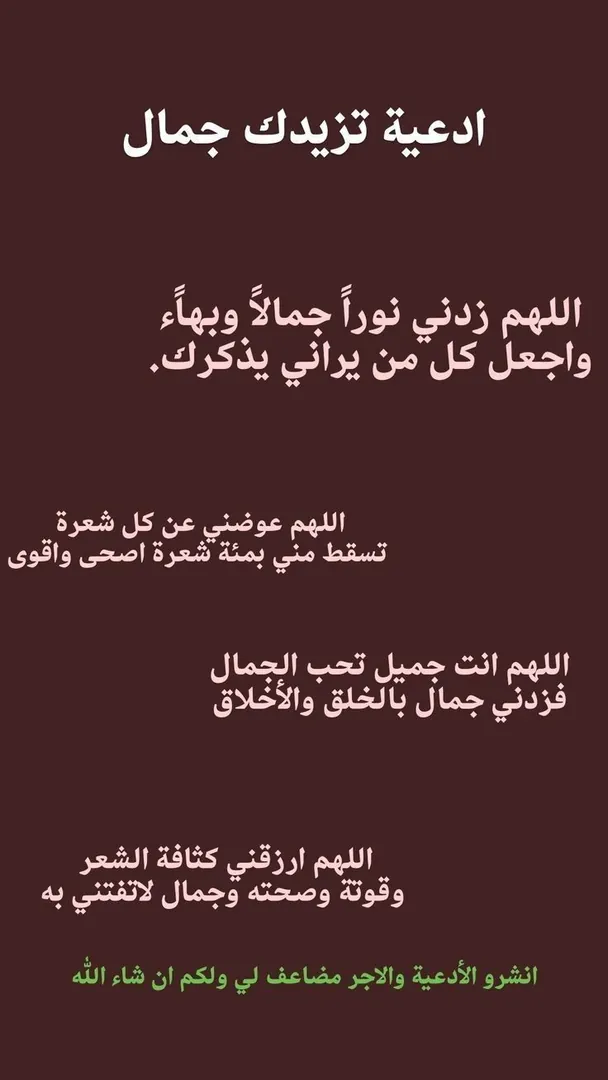 ادعية تزيدك جمال
اللهم زدني نوراً جمالاً وبهاًء
واجعل كل من يراني يذكرك.
اللهم عوضني عن كل شعرة
تسقط مني بمئة شعرة اصحى واقوى
اللهم انت جميل تحب الجمال
فزدني جمال بالخلق والأخلاق
اللهم ارزقني كثافة الشعر
وقوتة وصحته وجمال لاتفتني به
انشرو الأدعية والاجر مضاعف لي ولكم ان شاء الله